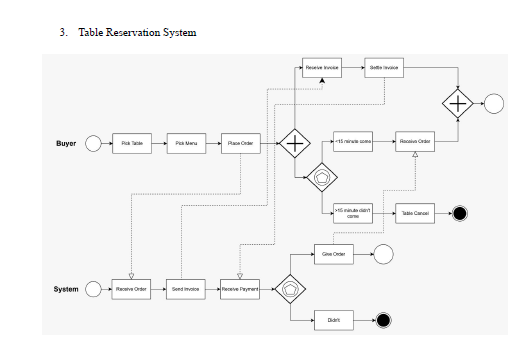 3. Table Reservation System
Receive Invoice
Settle Invoice
Buyer
Pick Table
Pick Menu
Place Order
<15 minute come
Receive Order
>15 minute didn't
come
Table Cancel
Give Order
System
Receive Order
Send Invoice
Receive Payment
Didn't